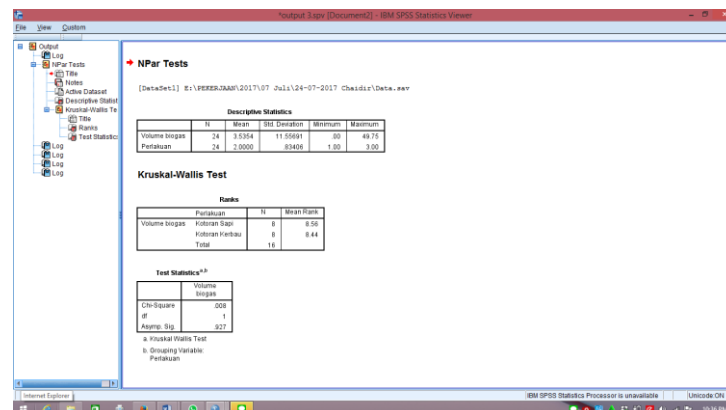 *output 3.spv [Document2] - IBM SPSS Statistics Viewer
File View Custom
Output
Log
NPar Tests
Title
Notes
Active Dataset
Descriptive Statist
Kruskal-Wallis Te
Title
Ranks
Test Statistics
Log
Log
Log
Log
NPar Tests
[DataSet1] E:\PEKERJAAN\2017\07 Juli\24-07-2017 Chaidir\Data.sav
Descriptive Statistics
N Mean Std. Deviation Minimum Maximum
Volume biogas 24 3.5354 11.55691 .00 49.75
Perlakuan 24 2.0000 .83406 1.00 3.00
Kruskal-Wallis Test
Ranks
Perlakuan N Mean Rank
Volume biogas Kotoran Sapi 8 8.56
Kotoran Kerbau 8 8.44
Total 16
Test Statistics a,b
Volume
biogas
Chi-Square .008
df 1
Asymp. Sig. .927
a. Kruskal Wallis Test
b. Grouping Variable:
Perlakuan
Internet Explorer
IBM SPSS Statistics Processor is unavailable
Unicode:ON